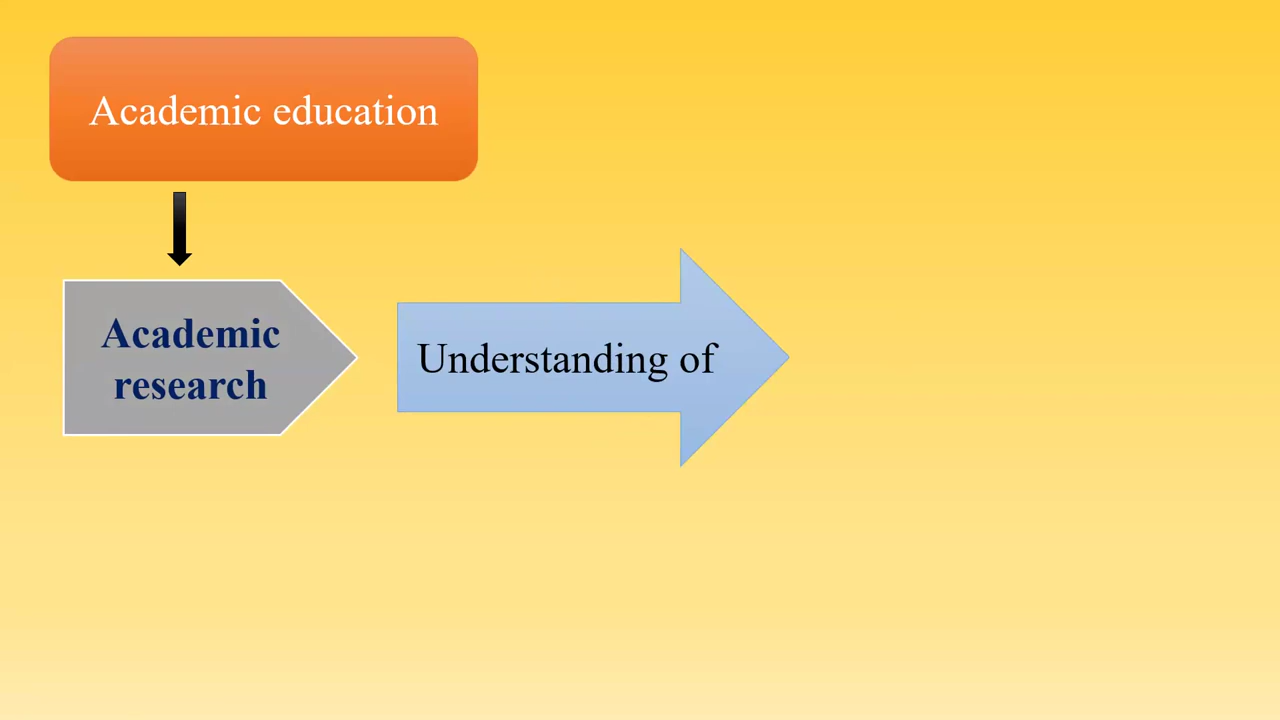 Academic education
Academic
research
Understanding of